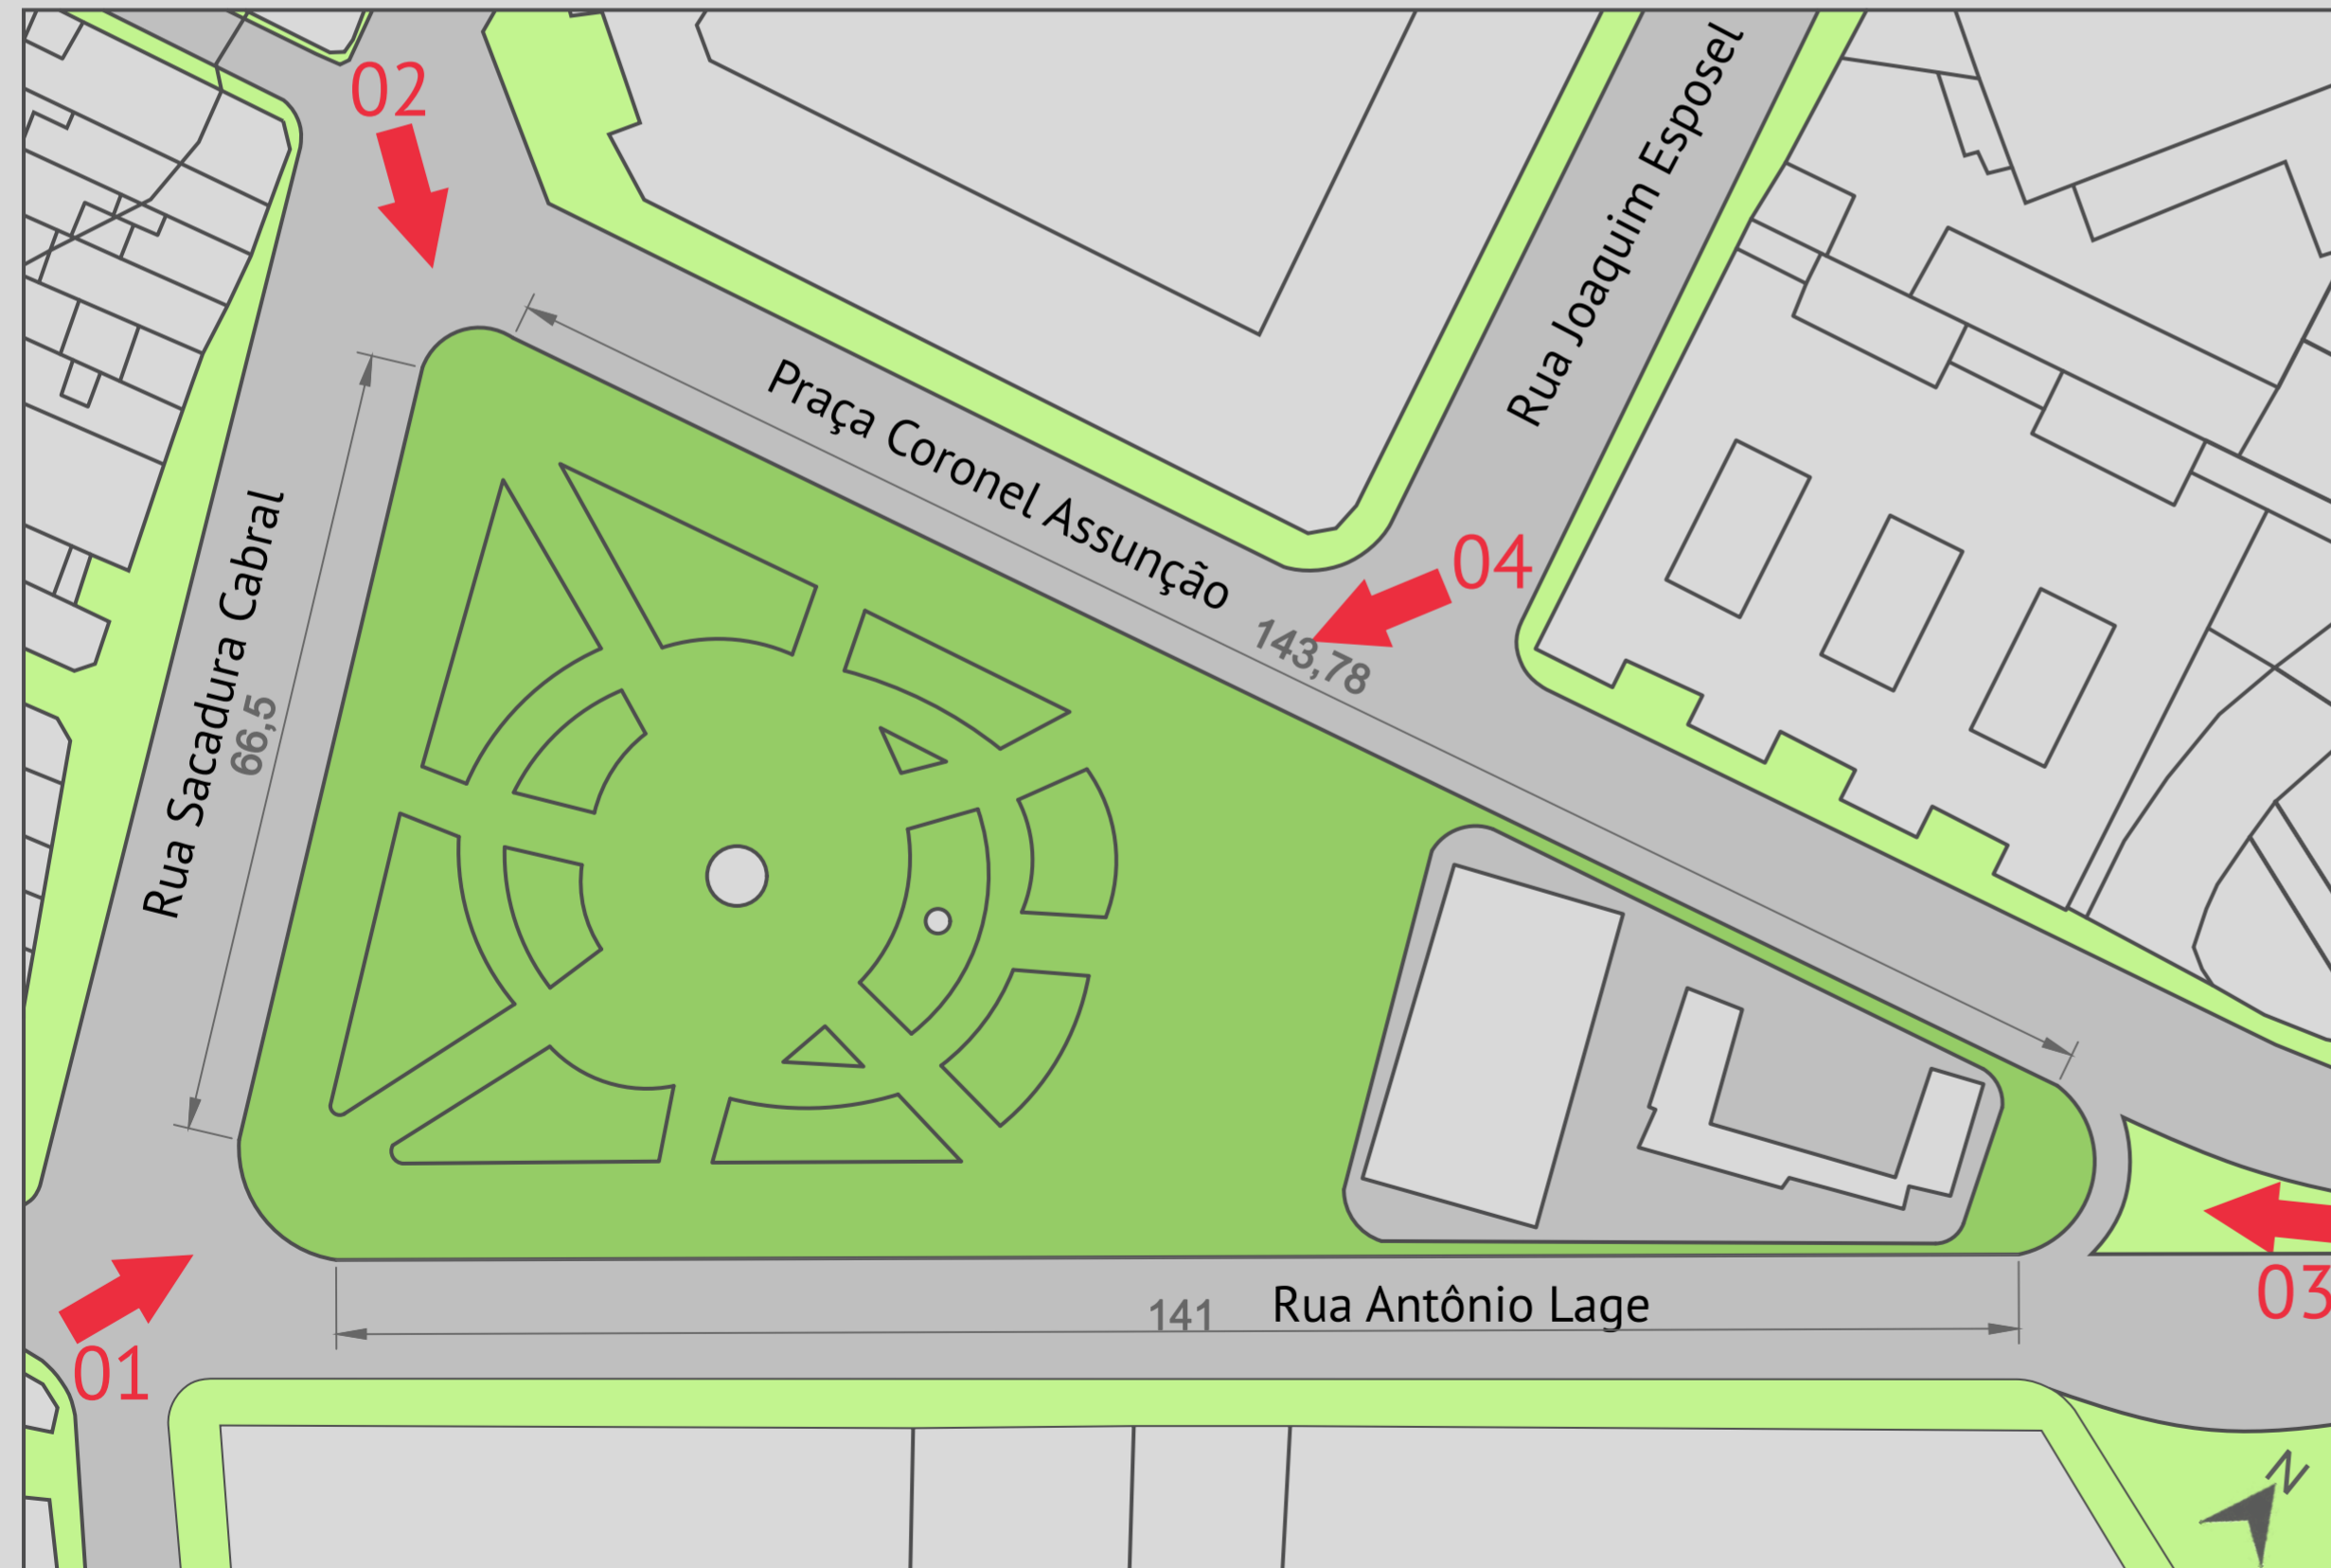 02
Rua Joaquim Esposel
Praça Coronel Assunção
04
143,78
Rua Sacadura Cabral
66,5
03
Rua Antônio Lage
141
01
N